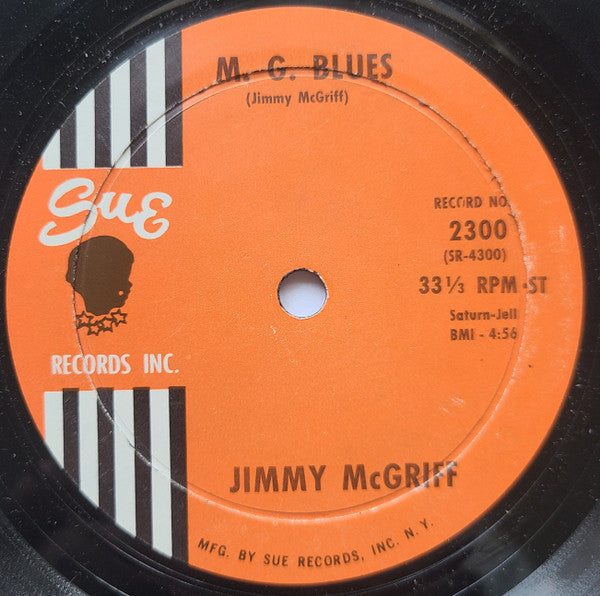 M. G. BLUES
(Jimmy McGriff)
Sue
RECORDS INC.
RECORD NO.
2300
(SR-4300)
33⅓ RPM-ST
Saturn-Jell
BMI - 4:56
JIMMY McGRIFF
MFG. BY SUE RECORDS, INC. N. Y.